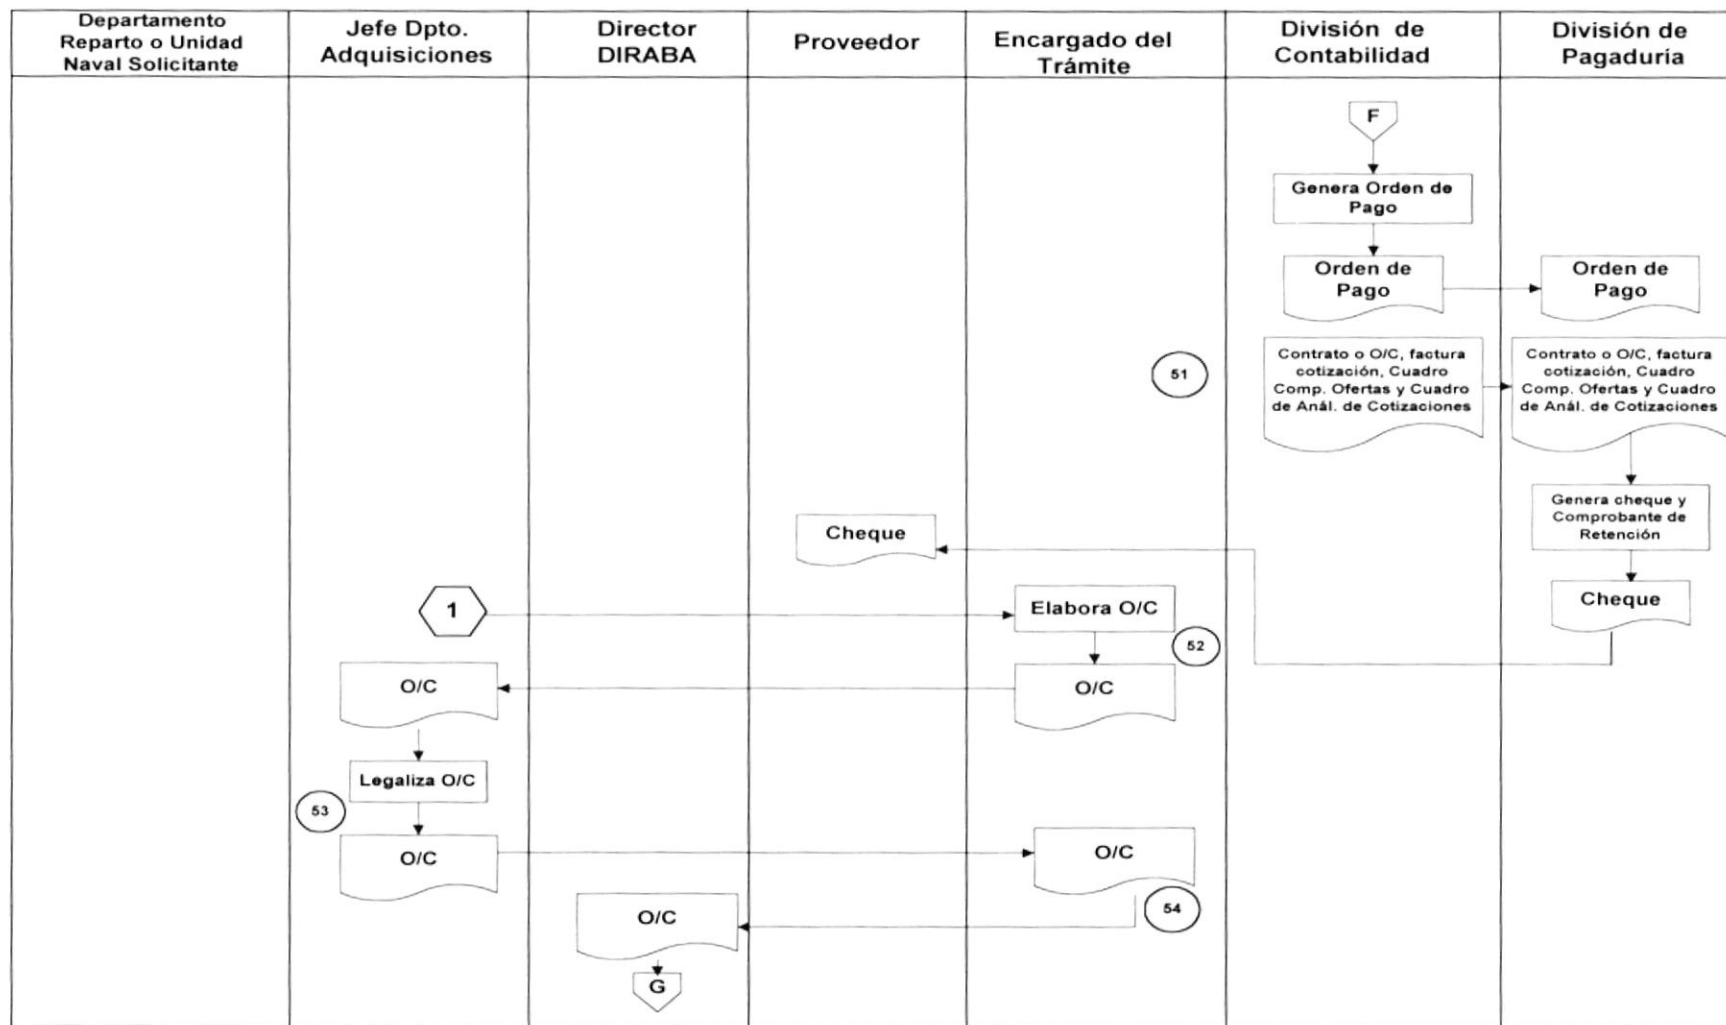 Departamento
Reparto o Unidad
Naval Solicitante
Jefe Dpto.
Adquisiciones
Director
DIRABA
Proveedor
Encargado del
Trámite
División de
Contabilidad
División de
Pagaduría
F
Genera Orden de
Pago
Orden de
Pago
Orden de
Pago
51
Contrato o O/C, factura
cotización, Cuadro
Comp. Ofertas y Cuadro
de Anál. de Cotizaciones
Contrato o O/C, factura
cotización, Cuadro
Comp. Ofertas y Cuadro
de Anál. de Cotizaciones
Genera cheque y
Comprobante de
Retención
Cheque
Cheque
1
Elabora O/C
52
O/C
O/C
Legaliza O/C
53
O/C
O/C
54
O/C
G